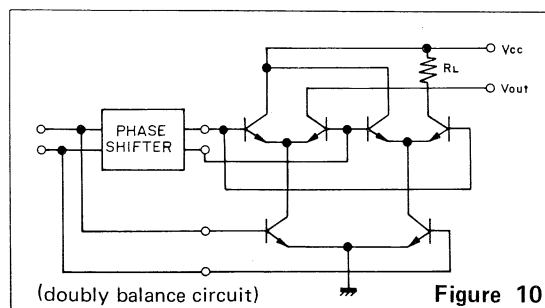 Vcc
RL
Vout
PHASE
SHIFTER
(doubly balance circuit)
Figure 10